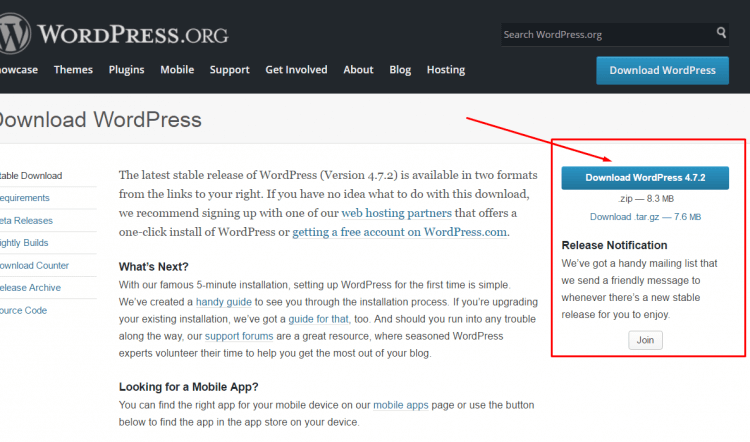 WORDPRESS.ORG
Search WordPress.org
howcase Themes Plugins Mobile Support Get Involved About Blog Hosting
Download WordPress
Download WordPress
table Download
equirements
eta Releases
ightly Builds
ownload Counter
elease Archive
ource Code
The latest stable release of WordPress (Version 4.7.2) is available in two formats
from the links to your right. If you have no idea what to do with this download,
we recommend signing up with one of our web hosting partners that offers a
one-click install of WordPress or getting a free account on WordPress.com.
What's Next?
With our famous 5-minute installation, setting up WordPress for the first time is simple.
We've created a handy guide to see you through the installation process. If you're upgrading
your existing installation, we've got a guide for that, too. And should you run into any trouble
along the way, our support forums are a great resource, where seasoned WordPress
experts volunteer their time to help you get the most out of your blog.
Looking for a Mobile App?
You can find the right app for your mobile device on our mobile apps page or use the button
below to find the app in the app store on your device.
Download WordPress 4.7.2
.zip — 8.3 MB
Download .tar.gz — 7.6 MB
Release Notification
We've got a handy mailing list that
we send a friendly message to
whenever there's a new stable
release for you to enjoy.
Join